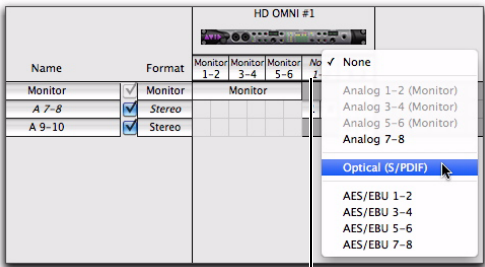 HD OMNI #1
AVID
Name Format Monitor 1-2 Monitor 3-4 Monitor 5-6
Monitor Monitor Monitor
A 7-8 Stereo
A 9-10 Stereo
✓ None
Analog 1-2 (Monitor)
Analog 3-4 (Monitor)
Analog 5-6 (Monitor)
Analog 7-8
Optical (S/PDIF)
AES/EBU 1-2
AES/EBU 3-4
AES/EBU 5-6
AES/EBU 7-8